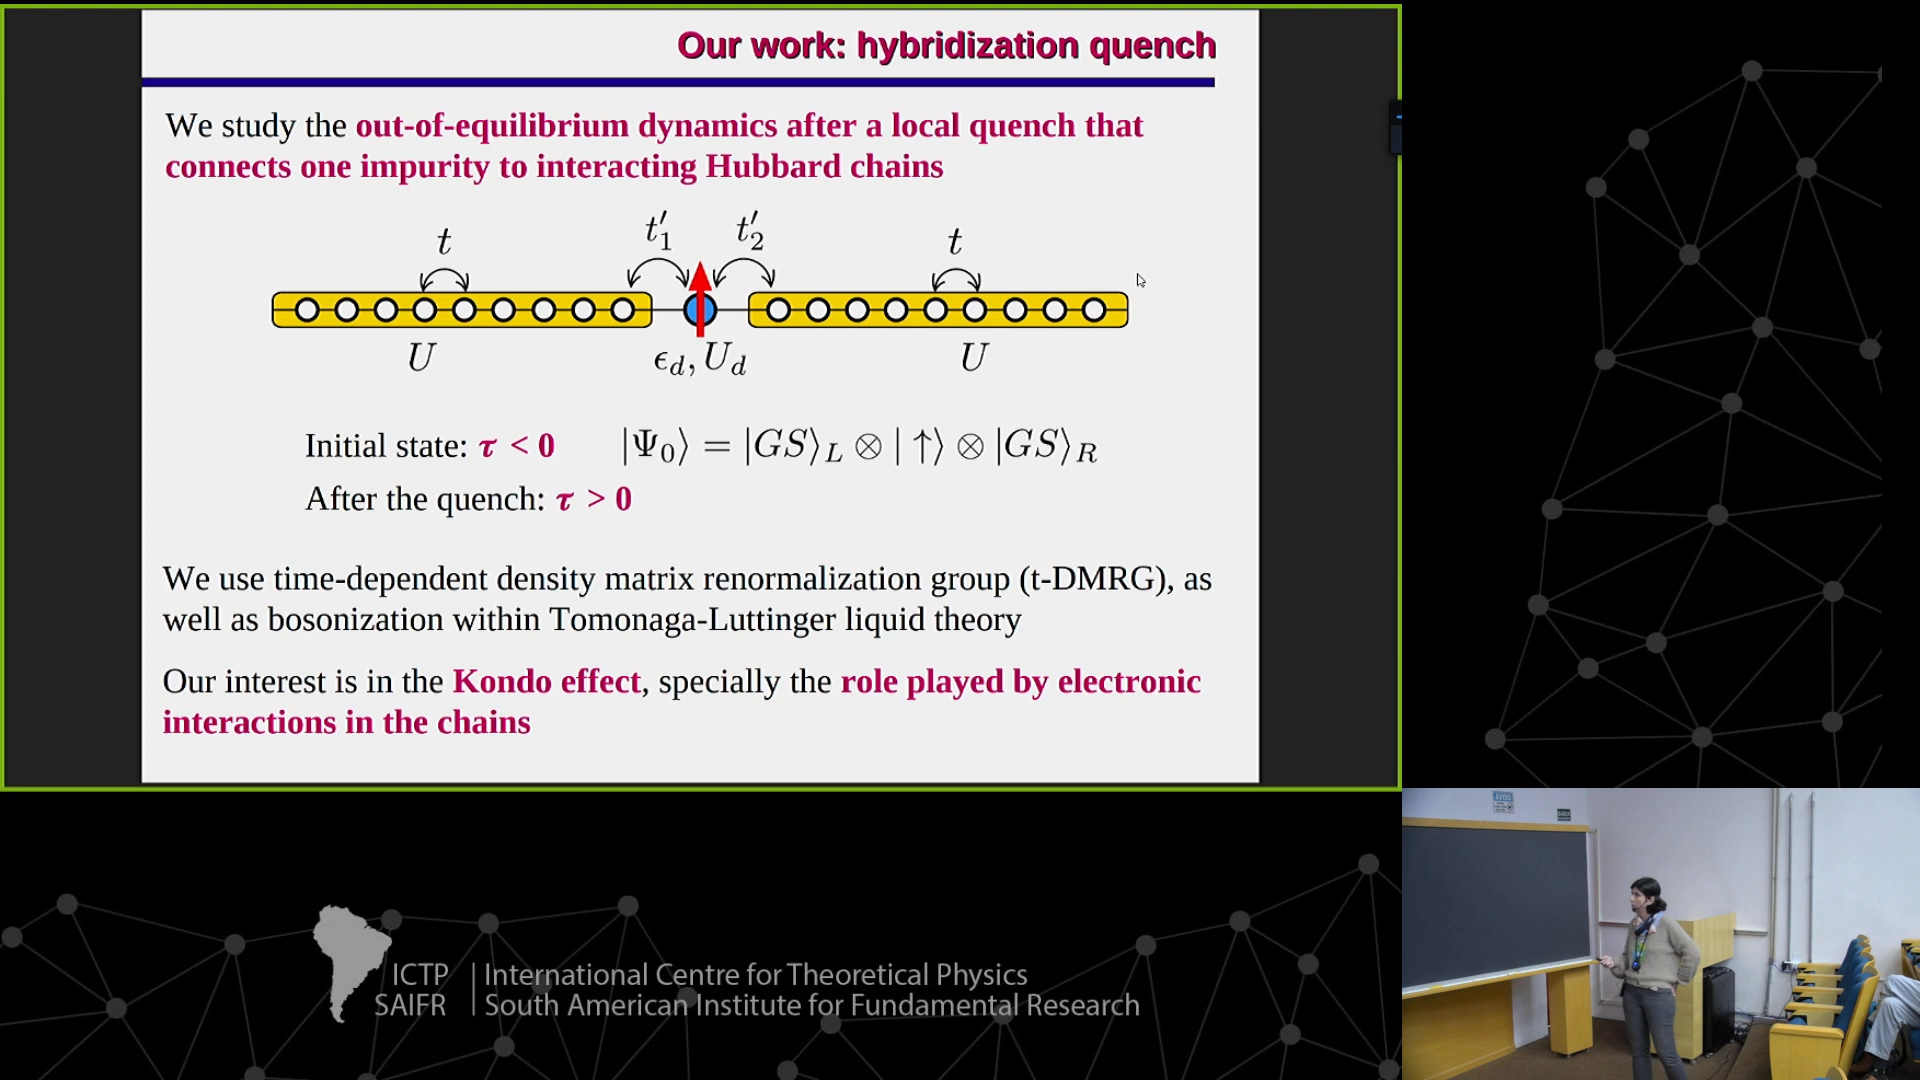 Our work: hybridization quench
We study the out-of-equilibrium dynamics after a local quench that
connects one impurity to interacting Hubbard chains
t t′₁ t′₂ t
U ϵ_d, U_d U
Initial state: τ < 0 |Ψ₀⟩ = |GS⟩_L ⊗ | ↑⟩ ⊗ |GS⟩_R
After the quench: τ > 0
We use time-dependent density matrix renormalization group (t-DMRG), as
well as bosonization within Tomonaga-Luttinger liquid theory
Our interest is in the Kondo effect, specially the role played by electronic
interactions in the chains
ICTP | International Centre for Theoretical Physics
SAIFR | South American Institute for Fundamental Research